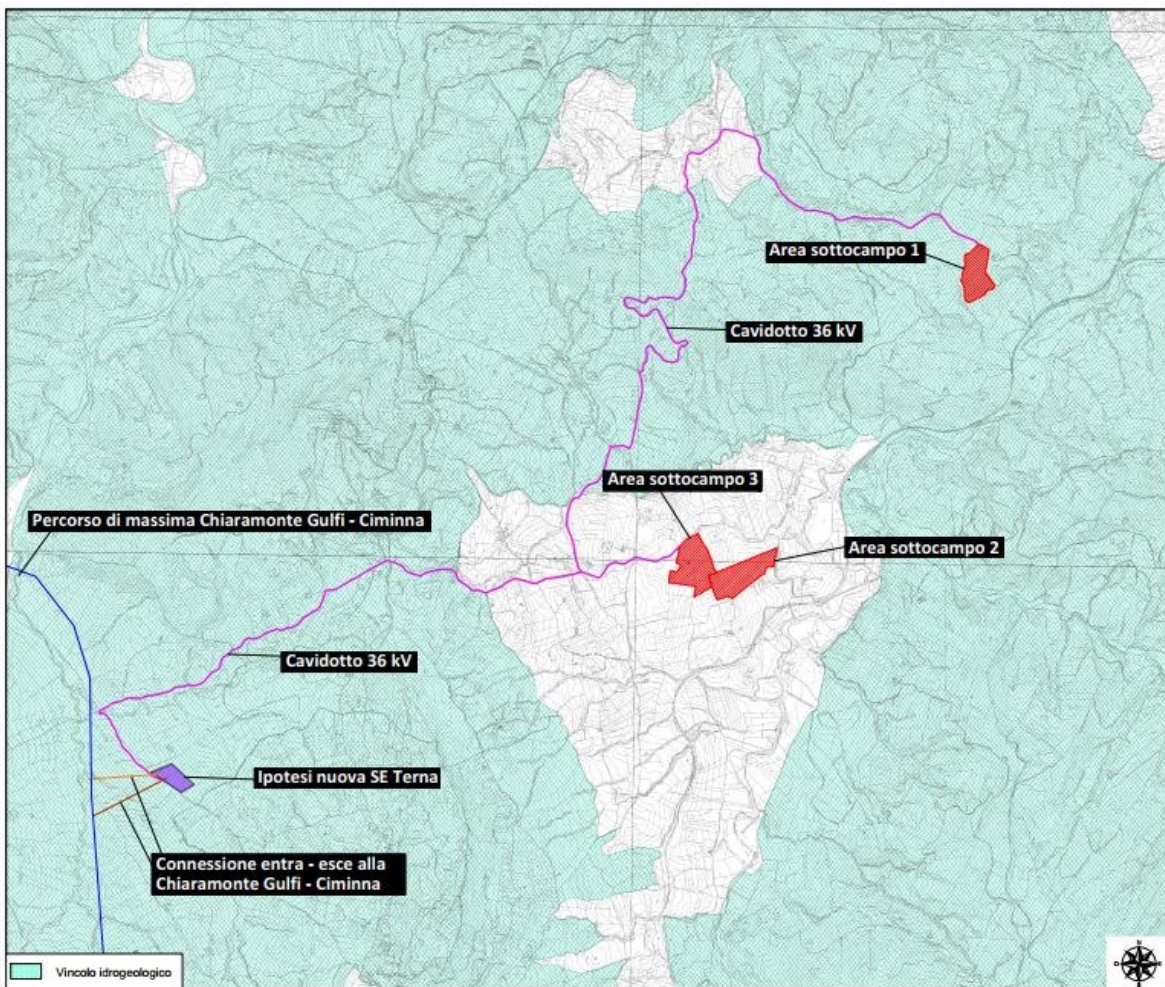 Area sottocampo 1
Cavidotto 36 kV
Area sottocampo 3
Percorso di massima Chiaramonte Gulfi - Ciminna
Area sottocampo 2
Cavidotto 36 kV
Ipotesi nuova SE Terna
Connessione entra - esce alla
Chiaramonte Gulfi - Ciminna
Vincolo idrogeologico